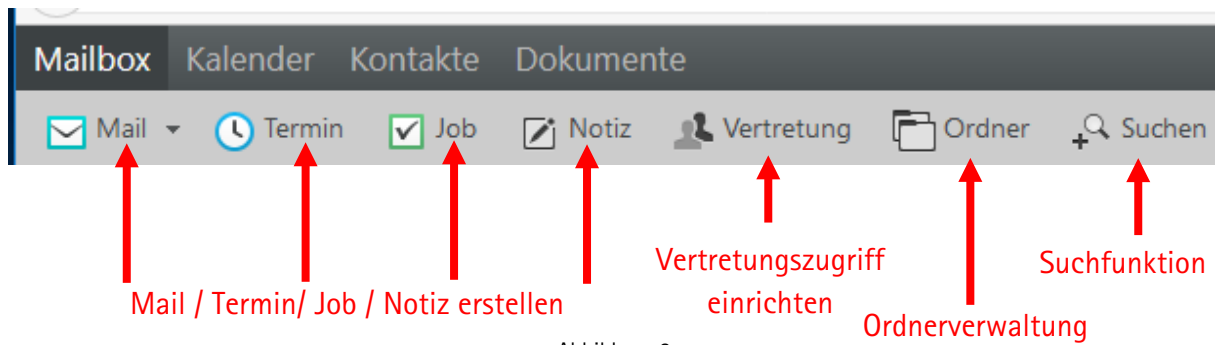 Mailbox Kalender Kontakte Dokumente
Mail Termin Job Notiz Vertretung Ordner Suchen
Vertretungszugriff
einrichten
Suchfunktion
Mail / Termin/ Job / Notiz erstellen
Ordnerverwaltung